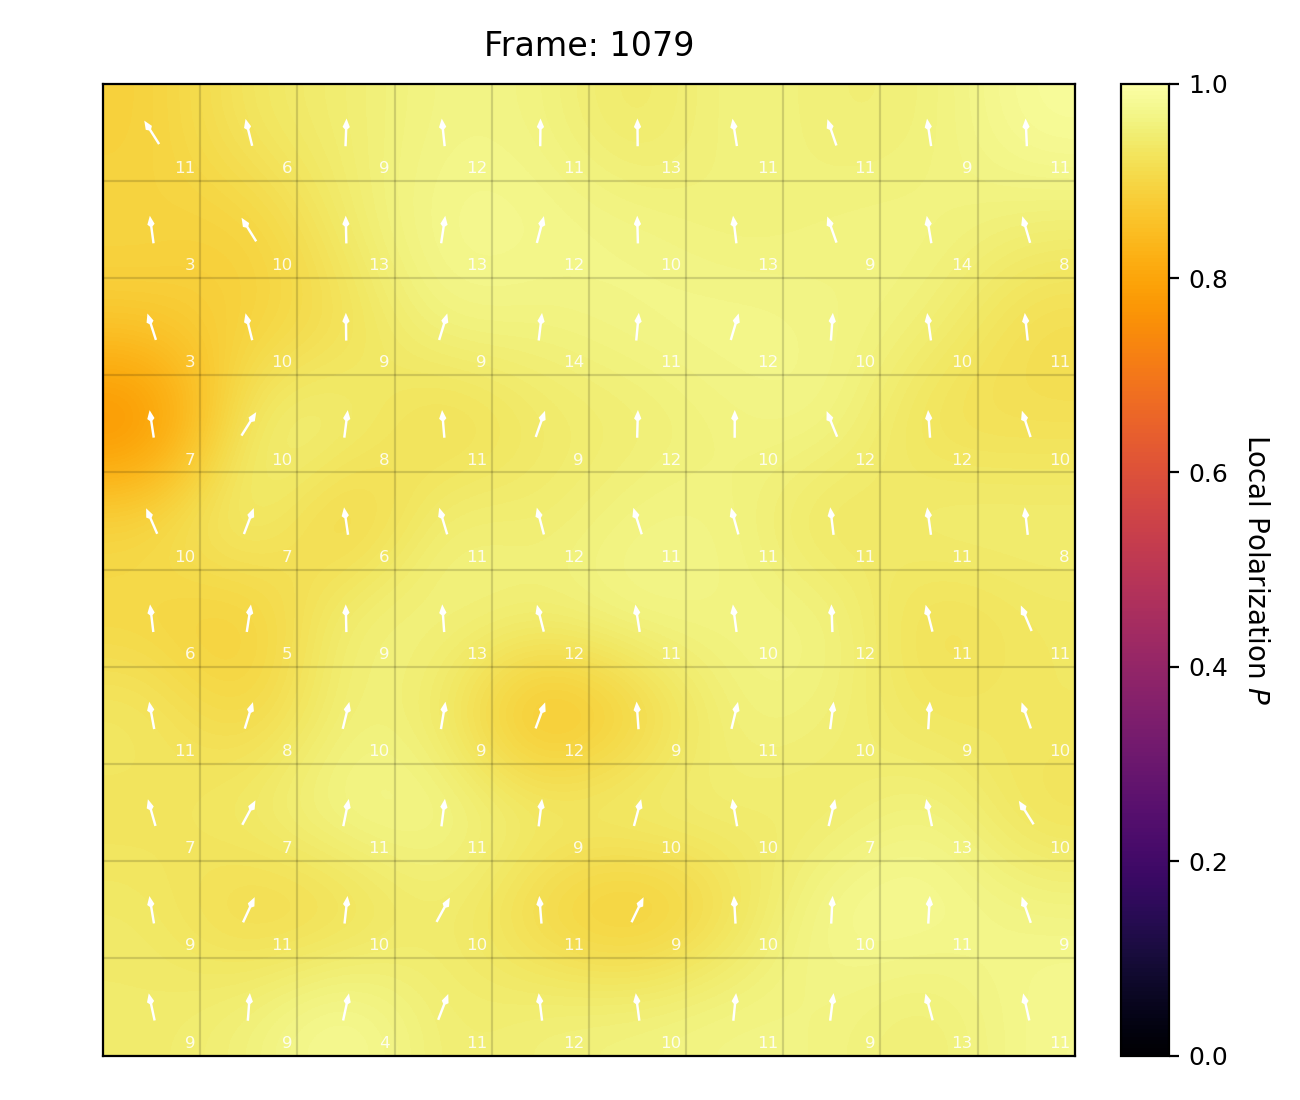 Frame: 1079
11 6 9 12 11 13 11 11 9 11
3 10 13 13 12 10 13 9 14 8
3 10 9 9 14 11 12 10 10 11
7 10 8 11 9 12 10 12 12 10
10 7 6 11 12 11 11 11 11 8
6 5 9 13 12 11 10 12 11 11
11 8 10 9 12 9 11 10 9 10
7 7 11 11 9 10 10 7 13 10
9 11 10 10 11 9 10 10 11 9
9 9 4 11 12 10 11 9 13 11
1.0
0.8
0.6
0.4
0.2
0.0
Local Polarization P